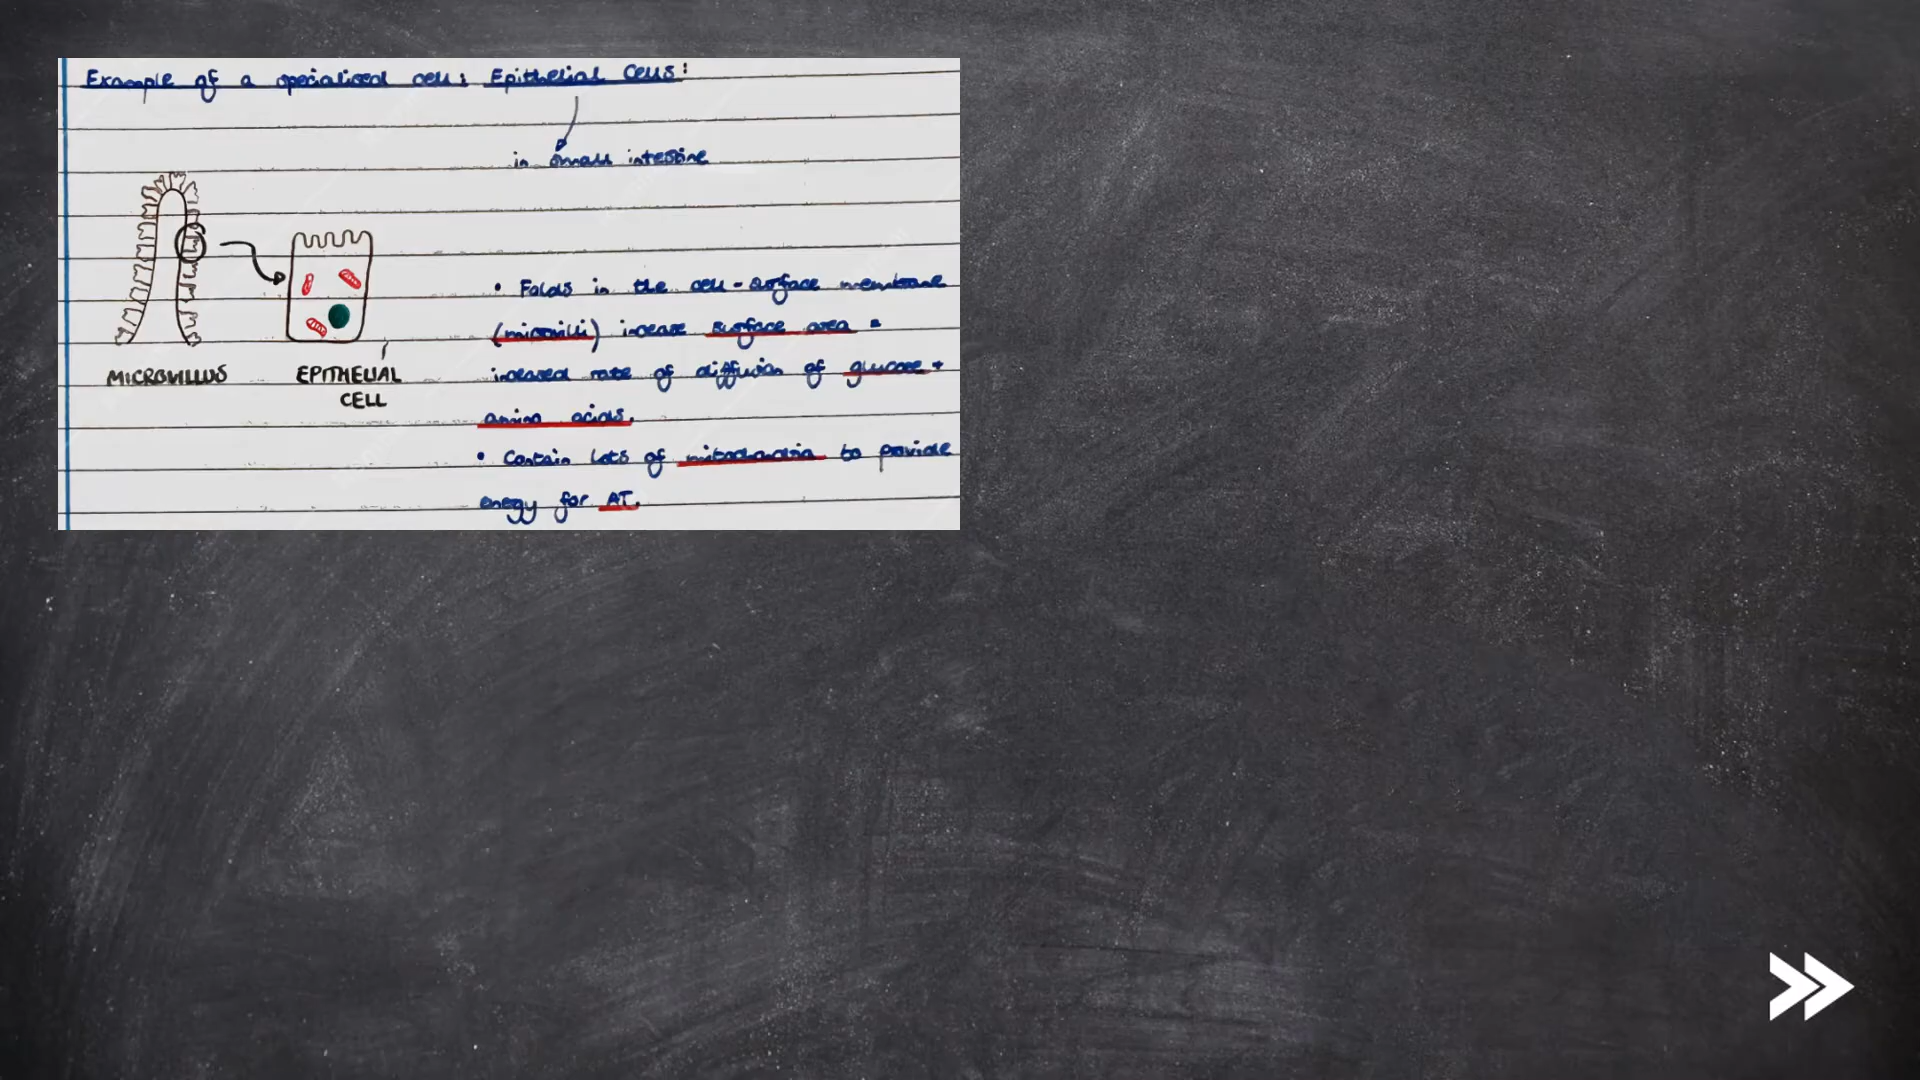 Example of a specialised cell: Epithelial Cells:
in small intestine
• Folds in the cell-surface membrane
(microvilli) increase surface area =
increased rate of diffusion of glucose +
amino acids.
• Contain lots of mitochondria to provide
energy for AT.
MICROVILLUS
EPITHELIAL
CELL